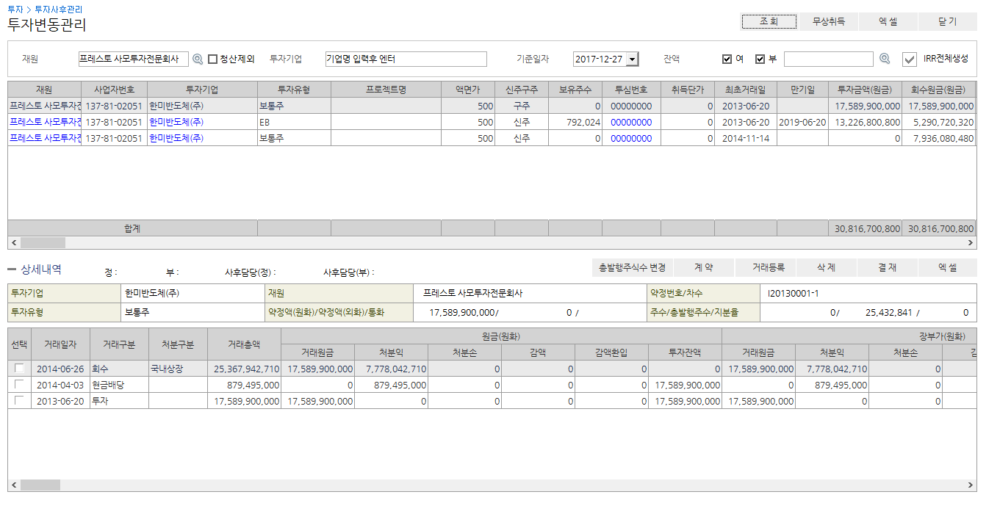 투자 > 투자사후관리
투자변동관리
조 회 무상취득 엑 셀 닫 기
재원 프레스토 사모투자전문회사 청산제외 투자기업 기업명 입력후 엔터 기준일자 2017-12-27 잔액 여 부 IRR전체생성
재원 사업자번호 투자기업 투자유형 프로젝트명 액면가 신주구주 보유주수 투심번호 취득단가 최초거래일 만기일 투자금액(원금) 회수원금(원금)
프레스토 사모투자전 137-81-02051 한미반도체(주) 보통주 500 구주 0 00000000 0 2013-06-20 17,589,900,000 17,589,900,000
프레스토 사모투자전 137-81-02051 한미반도체(주) EB 500 신주 792,024 00000000 0 2013-06-20 2019-06-20 13,226,800,800 5,290,720,320
프레스토 사모투자전 137-81-02051 한미반도체(주) 보통주 500 신주 0 00000000 0 2014-11-14 0 7,936,080,480
합계 30,816,700,800 30,816,700,800
상세내역 정 : 부 : 사후담당(정) : 사후담당(부) : 총발행주식수 변경 계 약 거래등록 삭 제 결 재 엑 셀
투자기업 한미반도체(주) 재원 프레스토 사모투자전문회사 약정번호/차수 I20130001-1
투자유형 보통주 약정액(원화)/약정액(외화)/통화 17,589,900,000/ 0 / 주수/총발행주수/지분율 0/ 25,432,841 / 0
선택 거래일자 거래구분 처분구분 거래총액 원금(원화) 장부가(원화)
거래원금 처분익 처분손 감액 감액환입 투자잔액 거래원금 처분익 처분손
2014-06-26 회수 국내상장 25,367,942,710 17,589,900,000 7,778,042,710 0 0 0 0 17,589,900,000 7,778,042,710 0
2014-04-03 현금배당 879,495,000 0 879,495,000 0 0 0 17,589,900,000 0 879,495,000 0
2013-06-20 투자 17,589,900,000 17,589,900,000 0 0 0 0 17,589,900,000 17,589,900,000 0 0